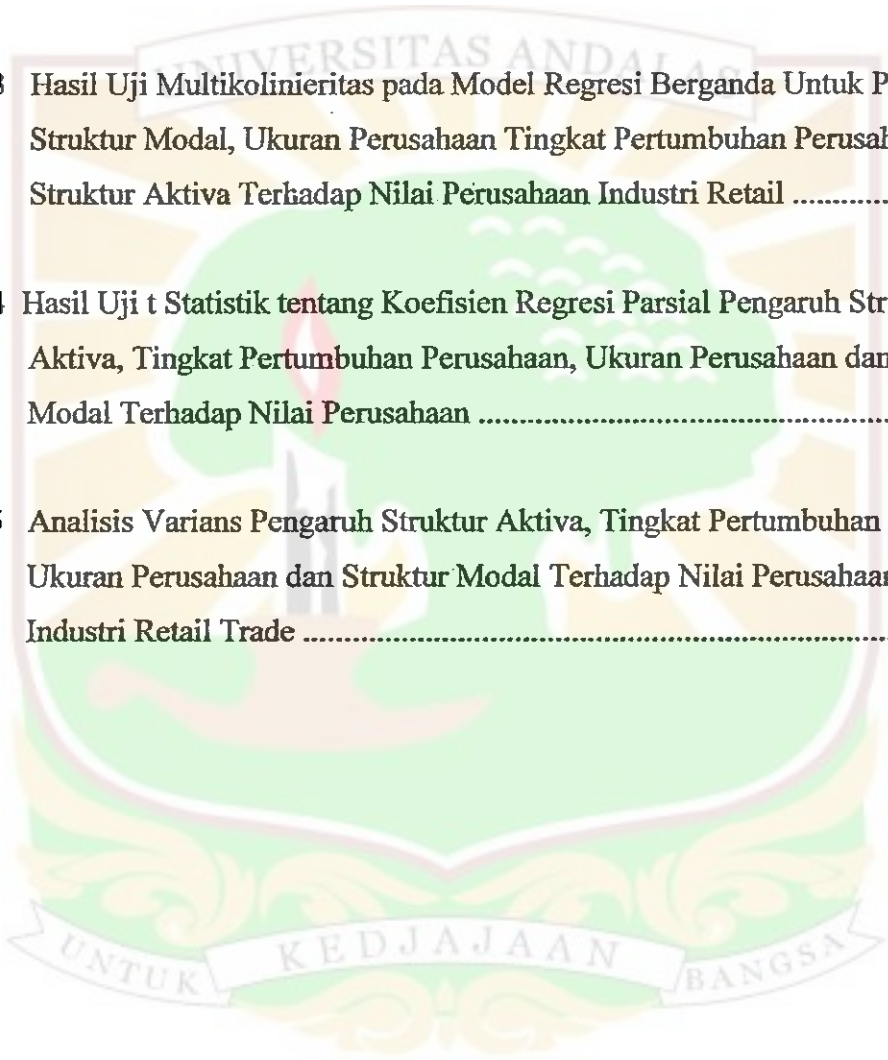 UNIVERSITAS ANDALAS
3 Hasil Uji Multikolinieritas pada Model Regresi Berganda Untuk P
Struktur Modal, Ukuran Perusahaan Tingkat Pertumbuhan Perusah
Struktur Aktiva Terhadap Nilai Perusahaan Industri Retail ............
4 Hasil Uji t Statistik tentang Koefisien Regresi Parsial Pengaruh Str
Aktiva, Tingkat Pertumbuhan Perusahaan, Ukuran Perusahaan dan
Modal Terhadap Nilai Perusahaan ........................................................
5 Analisis Varians Pengaruh Struktur Aktiva, Tingkat Pertumbuhan
Ukuran Perusahaan dan Struktur Modal Terhadap Nilai Perusahaan
Industri Retail Trade ................................................................................
UNTUK KEDJAJAAN BANGSA